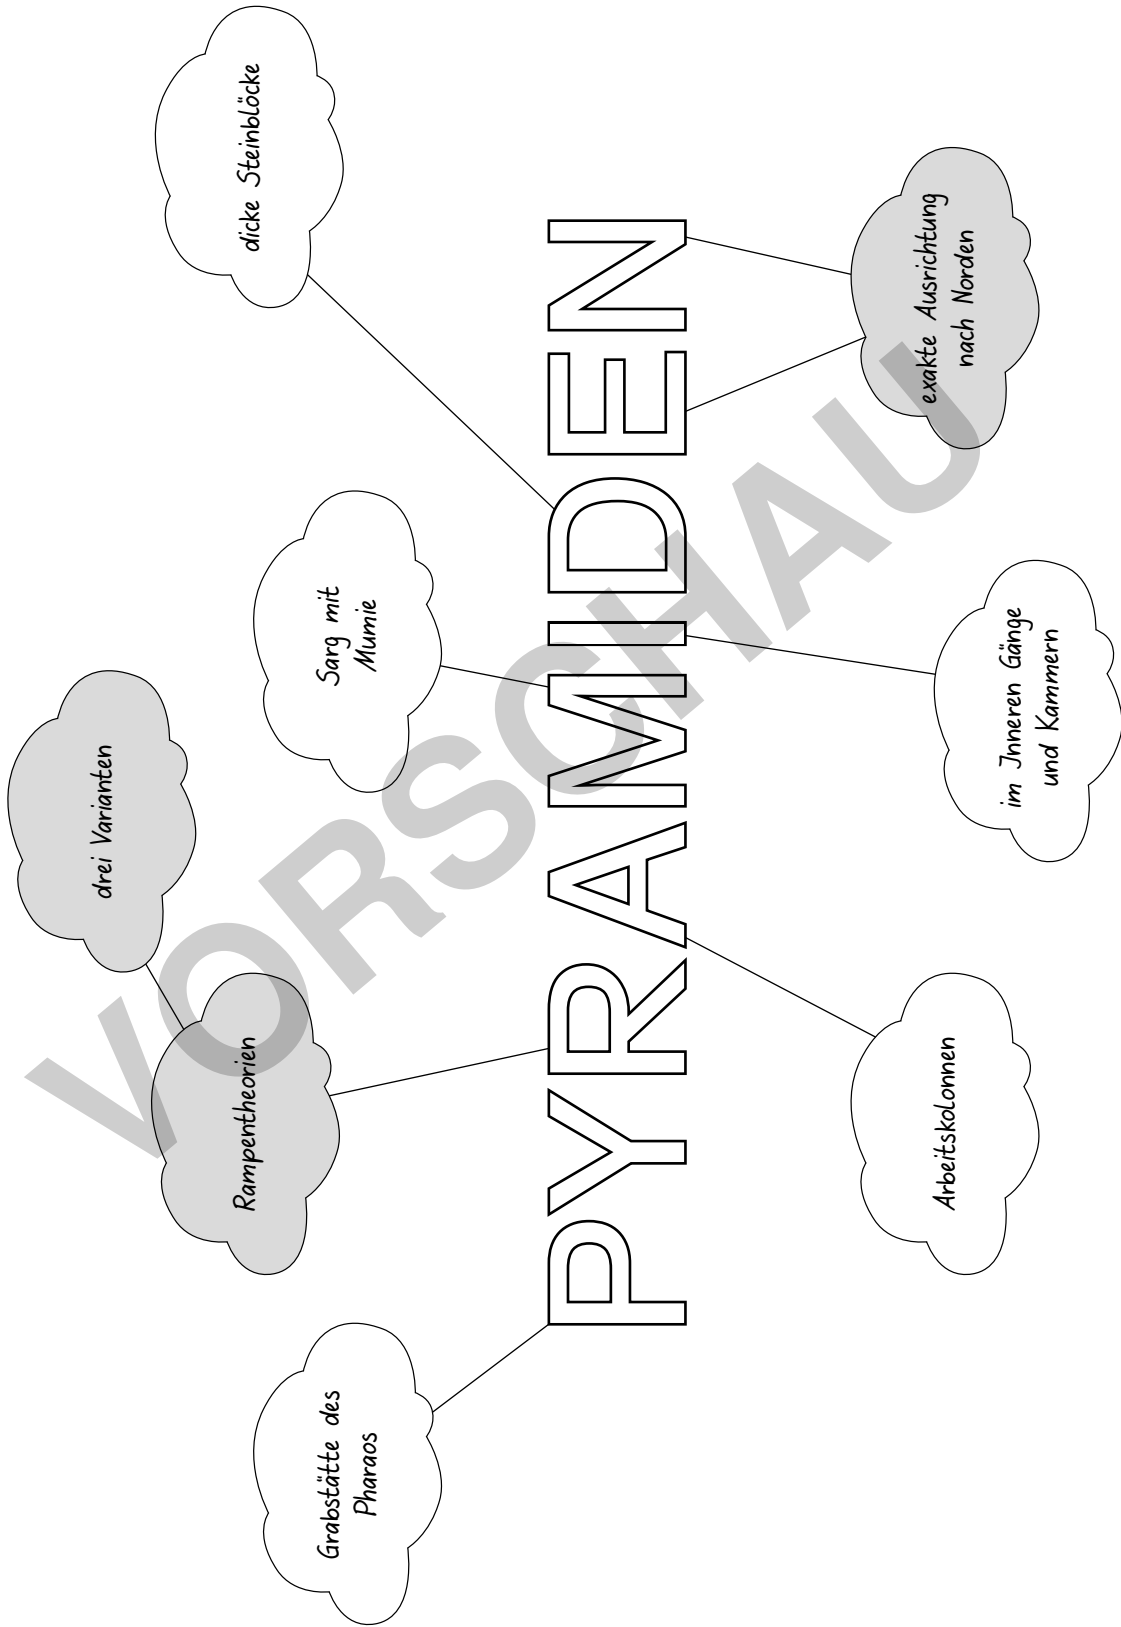 Grabstätte des
Pharaos
Rampentheorien
drei Varianten
Sarg mit
Mumie
dicke Steinblöcke
PYRAMIDEN
Arbeitskolonnen
im Inneren Gänge
und Kammern
exakte Ausrichtung
nach Norden
VORSCHAU